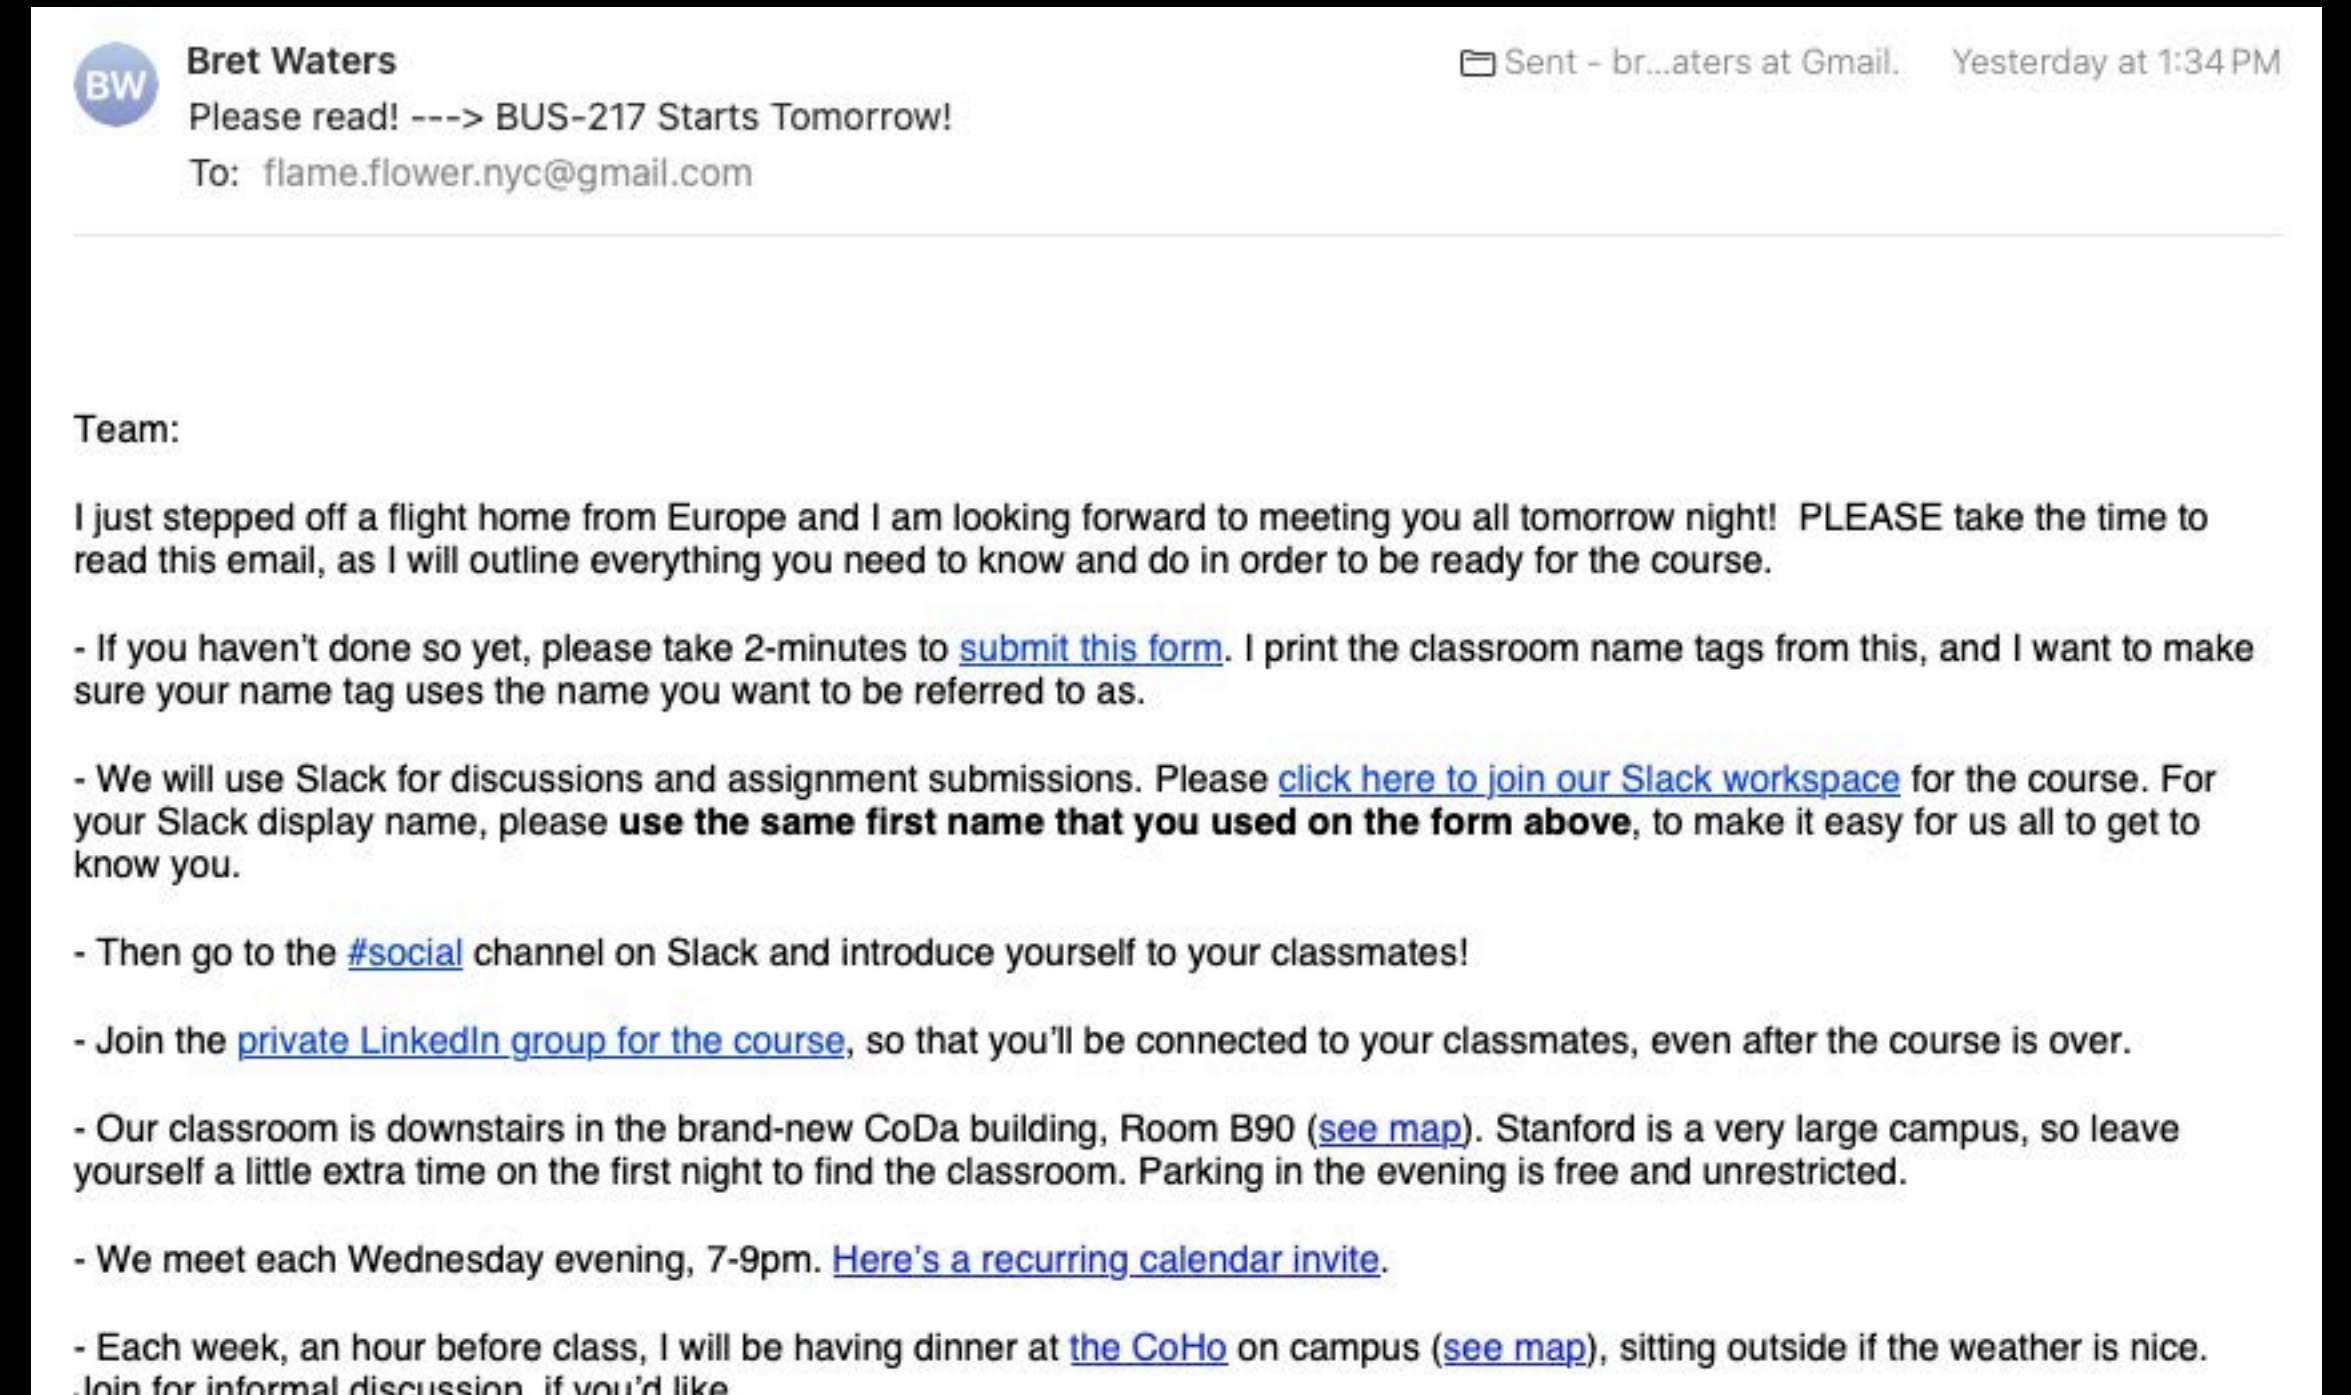 BW
Bret Waters
Sent - br...aters at Gmail.
Yesterday at 1:34 PM
Please read! ---> BUS-217 Starts Tomorrow!
To: flame.flower.nyc@gmail.com
Team:
I just stepped off a flight home from Europe and I am looking forward to meeting you all tomorrow night!  PLEASE take the time to
read this email, as I will outline everything you need to know and do in order to be ready for the course.
- If you haven't done so yet, please take 2-minutes to submit this form. I print the classroom name tags from this, and I want to make
sure your name tag uses the name you want to be referred to as.
- We will use Slack for discussions and assignment submissions. Please click here to join our Slack workspace for the course. For
your Slack display name, please use the same first name that you used on the form above, to make it easy for us all to get to
know you.
- Then go to the #social channel on Slack and introduce yourself to your classmates!
- Join the private LinkedIn group for the course, so that you'll be connected to your classmates, even after the course is over.
- Our classroom is downstairs in the brand-new CoDa building, Room B90 (see map). Stanford is a very large campus, so leave
yourself a little extra time on the first night to find the classroom. Parking in the evening is free and unrestricted.
- We meet each Wednesday evening, 7-9pm. Here's a recurring calendar invite.
- Each week, an hour before class, I will be having dinner at the CoHo on campus (see map), sitting outside if the weather is nice.
Join for informal discussion, if you'd like.